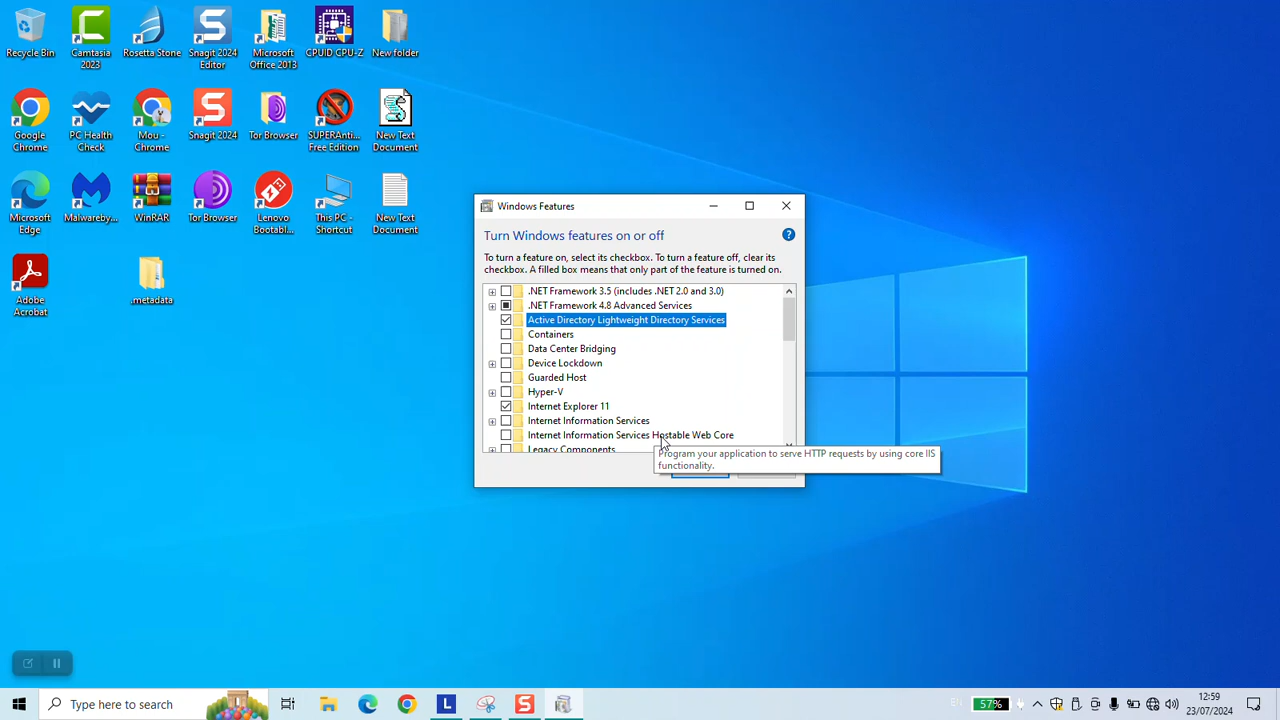 Recycle Bin
Camtasia 2023
Rosetta Stone
Snagit 2024 Editor
Microsoft Office 2013
CPUID CPU-Z
New folder
Google Chrome
PC Health Check
Mou - Chrome
Snagit 2024
Tor Browser
SUPERAnti... Free Edition
New Text Document
Microsoft Edge
Malwareby...
WinRAR
Tor Browser
Lenovo Bootabl...
This PC - Shortcut
New Text Document
Adobe Acrobat
.metadata
Windows Features
Turn Windows features on or off
To turn a feature on, select its checkbox. To turn a feature off, clear its
checkbox. A filled box means that only part of the feature is turned on.
.NET Framework 3.5 (includes .NET 2.0 and 3.0)
.NET Framework 4.8 Advanced Services
Active Directory Lightweight Directory Services
Containers
Data Center Bridging
Device Lockdown
Guarded Host
Hyper-V
Internet Explorer 11
Internet Information Services
Internet Information Services Hostable Web Core
Legacy Components
Program your application to serve HTTP requests by using core IIS
functionality.
Type here to search
57%
12:59
23/07/2024